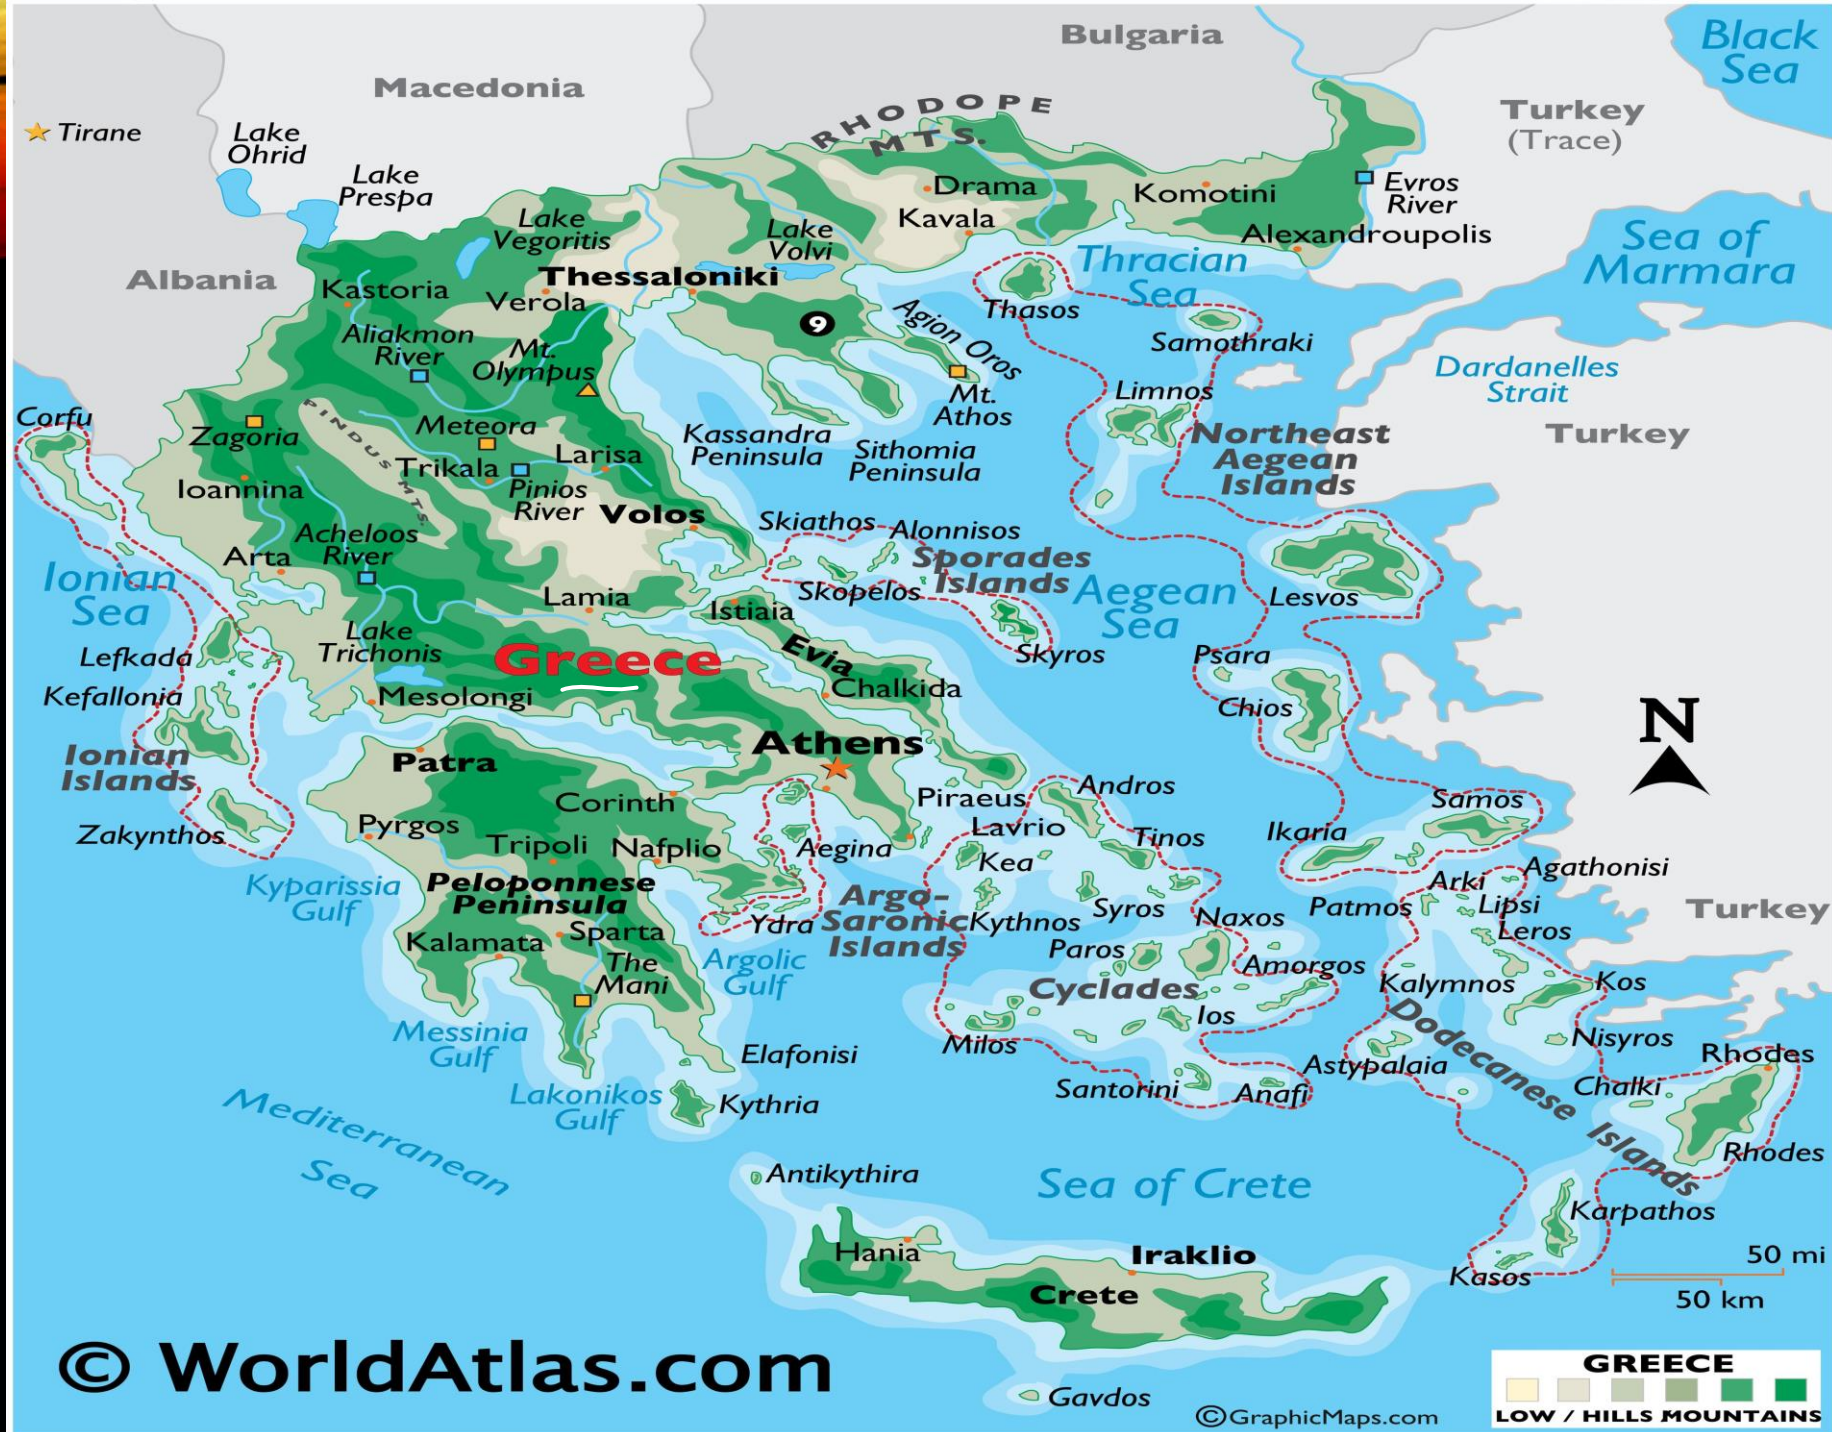 Bulgaria
Black
Sea
Macedonia
RHODOPE
MTS.
Turkey
(Trace)
Tirane
Lake
Ohrid
Lake
Prespa
Drama
Komotini
Evros
River
Kavala
Lake
Vegoritis
Lake
Volvi
Alexandroupolis
Sea of
Marmara
Albania
Thessaloniki
Thracian
Sea
Kastoria
Verola
Thasos
Agion Oros
9
Samothraki
Aliakmon
River
Mt.
Olympus
Dardanelles
Strait
Mt.
Athos
Limnos
Corfu
Zagoria
PINDUS MTS.
Meteora
Kassandra
Peninsula
Sithomia
Peninsula
Northeast
Aegean
Islands
Turkey
Trikala
Larisa
Ioannina
Pinios
River
Volos
Skiathos
Alonnisos
Acheloos
River
Arta
Sporades
Islands
Ionian
Sea
Skopelos
Aegean
Sea
Lesvos
Lamia
Istiaia
Lake
Trichonis
Lefkada
Greece
Evia
Skyros
Psara
Kefallonia
Mesolongi
Chalkida
Chios
N
Ionian
Islands
Patra
Athens
Corinth
Piraeus
Andros
Samos
Zakynthos
Pyrgos
Tripoli
Nafplio
Aegina
Lavrio
Tinos
Ikaria
Kea
Agathonisi
Kyparissia
Gulf
Peloponnese
Peninsula
Argo-
Saronic
Islands
Ydra
Kythnos
Syros
Naxos
Arki
Patmos
Lipsi
Leros
Turkey
Kalamata
Sparta
The
Mani
Argolic
Gulf
Paros
Amorgos
Cyclades
Kalymnos
Kos
Ios
Messinia
Gulf
Milos
Dodecanese Islands
Nisyros
Elafonisi
Astypalaia
Rhodes
Lakonikos
Gulf
Kythria
Santorini
Anafi
Chalki
Mediterranean
Sea
Rhodes
Antikythira
Sea of Crete
Karpathos
Hania
Iraklio
Kasos
50 mi
50 km
Crete
© WorldAtlas.com
Gavdos
©GraphicMaps.com
GREECE
LOW / HILLS MOUNTAINS